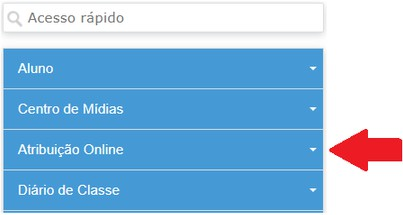 Acesso rápido
Aluno
Centro de Mídias
Atribuição Online
Diário de Classe